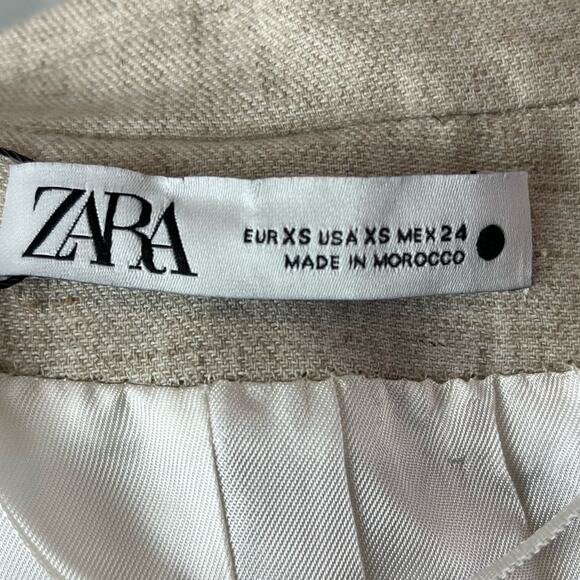 ZARA
EUR XS USA XS MEX 24
MADE IN MOROCCO